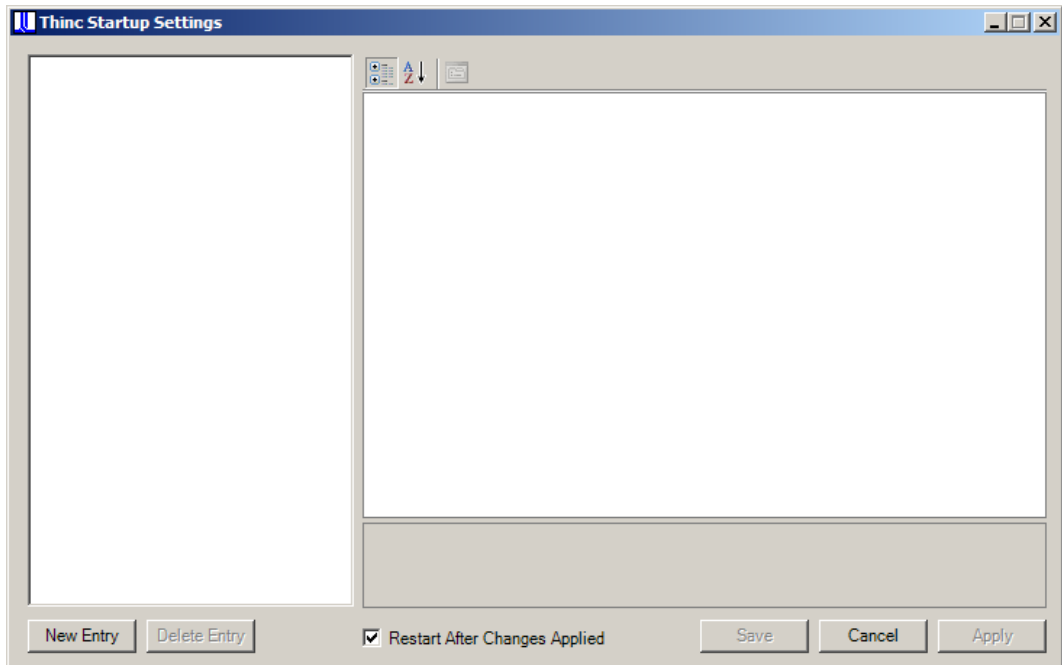 Thinc Startup Settings
A
Z
New Entry
Delete Entry
Restart After Changes Applied
Save
Cancel
Apply